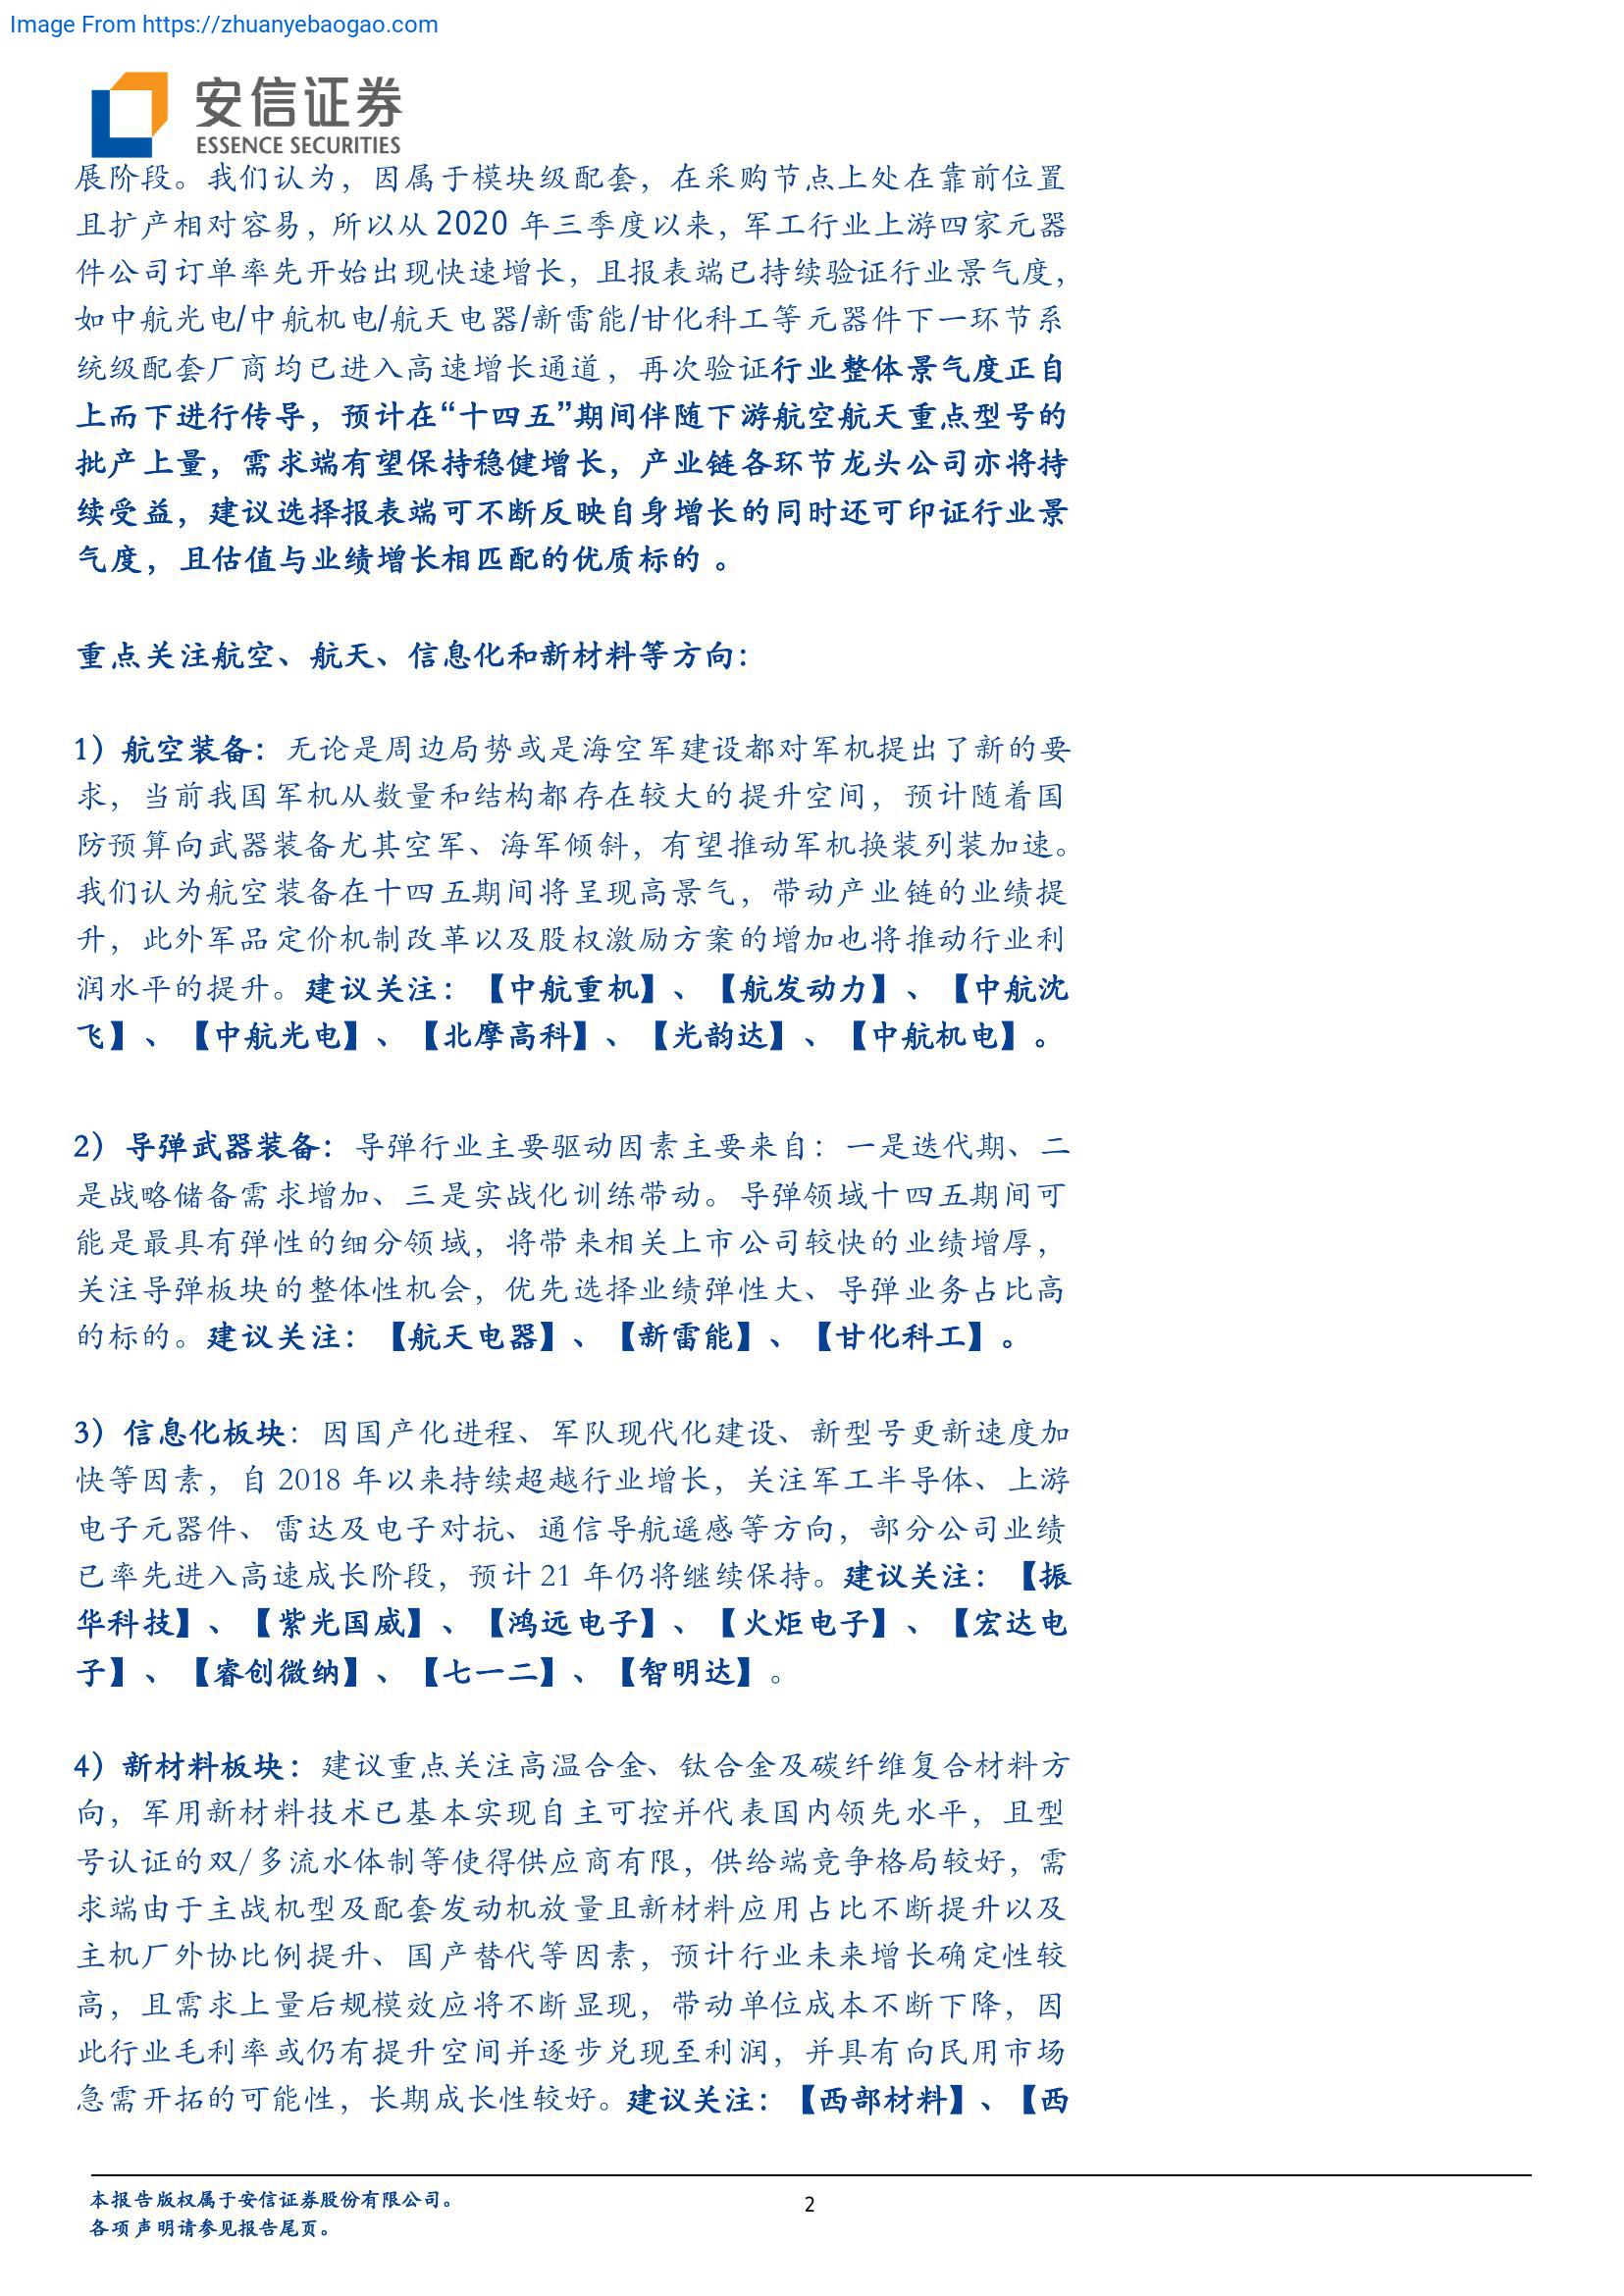 Image From https://zhuanyebaogao.com
安信证券
ESSENCE SECURITIES
展阶段。我们认为，因属于模块级配套，在采购节点上处在靠前位置
且扩产相对容易，所以从 2020 年三季度以来，军工行业上游四家元器
件公司订单率先开始出现快速增长，且报表端已持续验证行业景气度，
如中航光电/中航机电/航天电器/新雷能/甘化科工等元器件下一环节系
统级配套厂商均已进入高速增长通道，再次验证行业整体景气度正自
上而下进行传导，预计在“十四五”期间伴随下游航空航天重点型号的
批产上量，需求端有望保持稳健增长，产业链各环节龙头公司亦将持
续受益，建议选择报表端可不断反映自身增长的同时还可印证行业景
气度，且估值与业绩增长相匹配的优质标的 。
重点关注航空、航天、信息化和新材料等方向：
1）航空装备：无论是周边局势或是海空军建设都对军机提出了新的要
求，当前我国军机从数量和结构都存在较大的提升空间，预计随着国
防预算向武器装备尤其空军、海军倾斜，有望推动军机换装列装加速。
我们认为航空装备在十四五期间将呈现高景气，带动产业链的业绩提
升，此外军品定价机制改革以及股权激励方案的增加也将推动行业利
润水平的提升。建议关注：【中航重机】、【航发动力】、【中航沈
飞】、【中航光电】、【北摩高科】、【光韵达】、【中航机电】。
2）导弹武器装备：导弹行业主要驱动因素主要来自：一是迭代期、二
是战略储备需求增加、三是实战化训练带动。导弹领域十四五期间可
能是最具有弹性的细分领域，将带来相关上市公司较快的业绩增厚，
关注导弹板块的整体性机会，优先选择业绩弹性大、导弹业务占比高
的标的。建议关注：【航天电器】、【新雷能】、【甘化科工】。
3）信息化板块：因国产化进程、军队现代化建设、新型号更新速度加
快等因素，自 2018 年以来持续超越行业增长，关注军工半导体、上游
电子元器件、雷达及电子对抗、通信导航遥感等方向，部分公司业绩
已率先进入高速成长阶段，预计 21 年仍将继续保持。建议关注：【振
华科技】、【紫光国威】、【鸿远电子】、【火炬电子】、【宏达电
子】、【睿创微纳】、【七一二】、【智明达】。
4）新材料板块：建议重点关注高温合金、钛合金及碳纤维复合材料方
向，军用新材料技术已基本实现自主可控并代表国内领先水平，且型
号认证的双/多流水体制等使得供应商有限，供给端竞争格局较好，需
求端由于主战机型及配套发动机放量且新材料应用占比不断提升以及
主机厂外协比例提升、国产替代等因素，预计行业未来增长确定性较
高，且需求上量后规模效应将不断显现，带动单位成本不断下降，因
此行业毛利率或仍有提升空间并逐步兑现至利润，并具有向民用市场
急需开拓的可能性，长期成长性较好。建议关注：【西部材料】、【西
本报告版权属于安信证券股份有限公司。
各项声明请参见报告尾页。
2